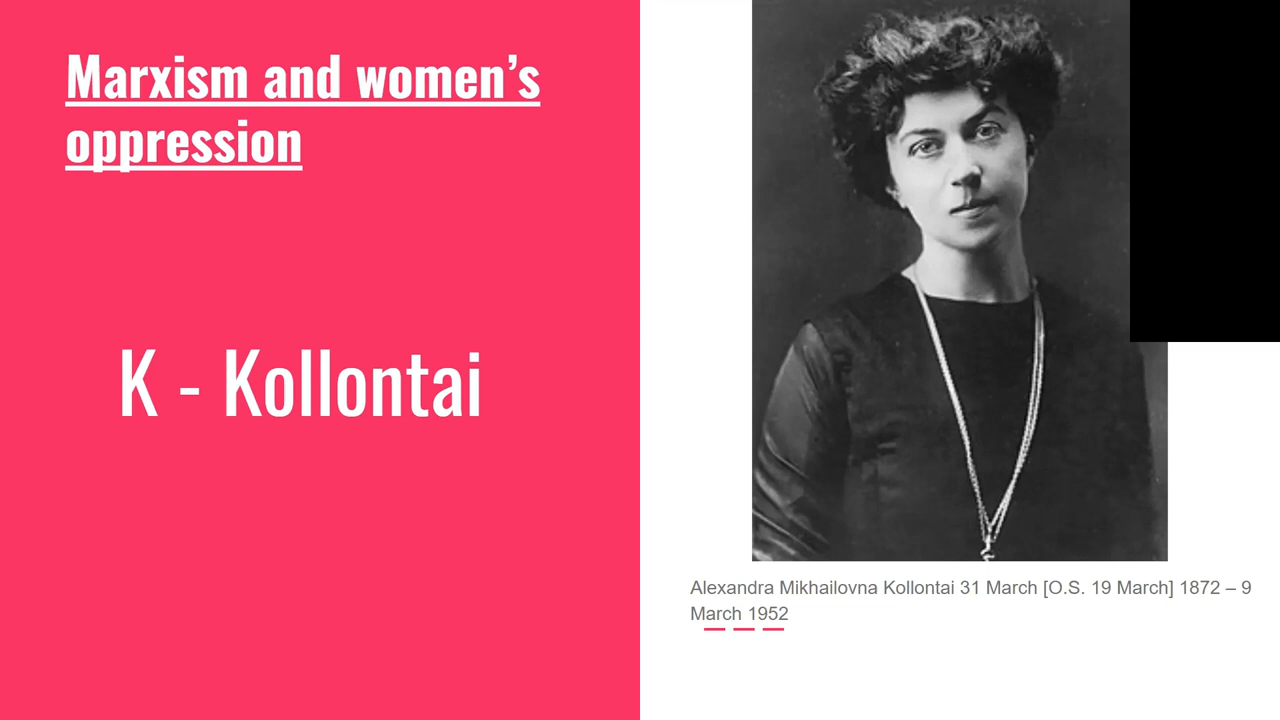 Marxism and women’s
oppression
K - Kollontai
Alexandra Mikhailovna Kollontai 31 March [O.S. 19 March] 1872 – 9
March 1952